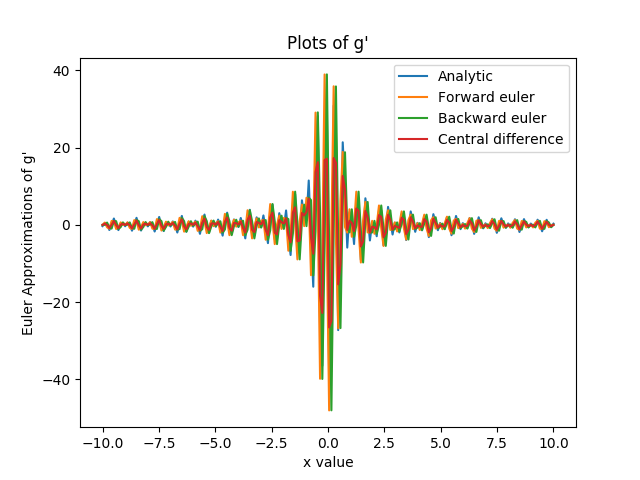 Plots of g'
Analytic
Forward euler
Backward euler
Central difference
40
20
0
−20
−40
Euler Approximations of g'
−10.0 −7.5 −5.0 −2.5 0.0 2.5 5.0 7.5 10.0
x value